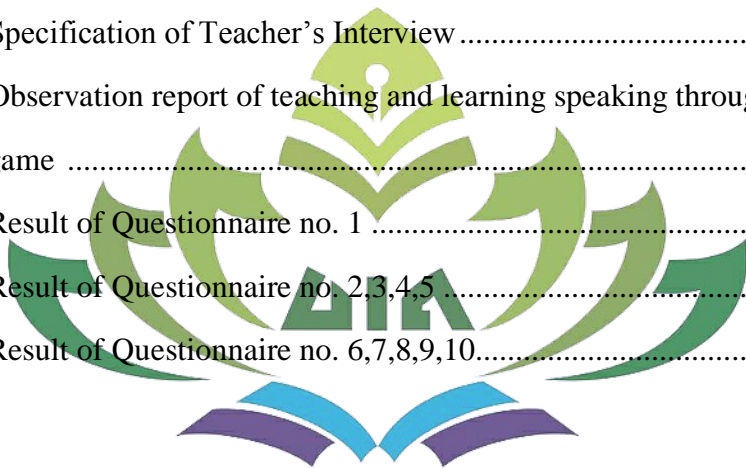 Specification of Teacher’s Interview.......................................
Observation report of teaching and learning speaking throug
game .....................................................................................................
Result of Questionnaire no. 1 .......................................................
Result of Questionnaire no. 2,3,4,5 .............................................
Result of Questionnaire no. 6,7,8,9,10.......................................